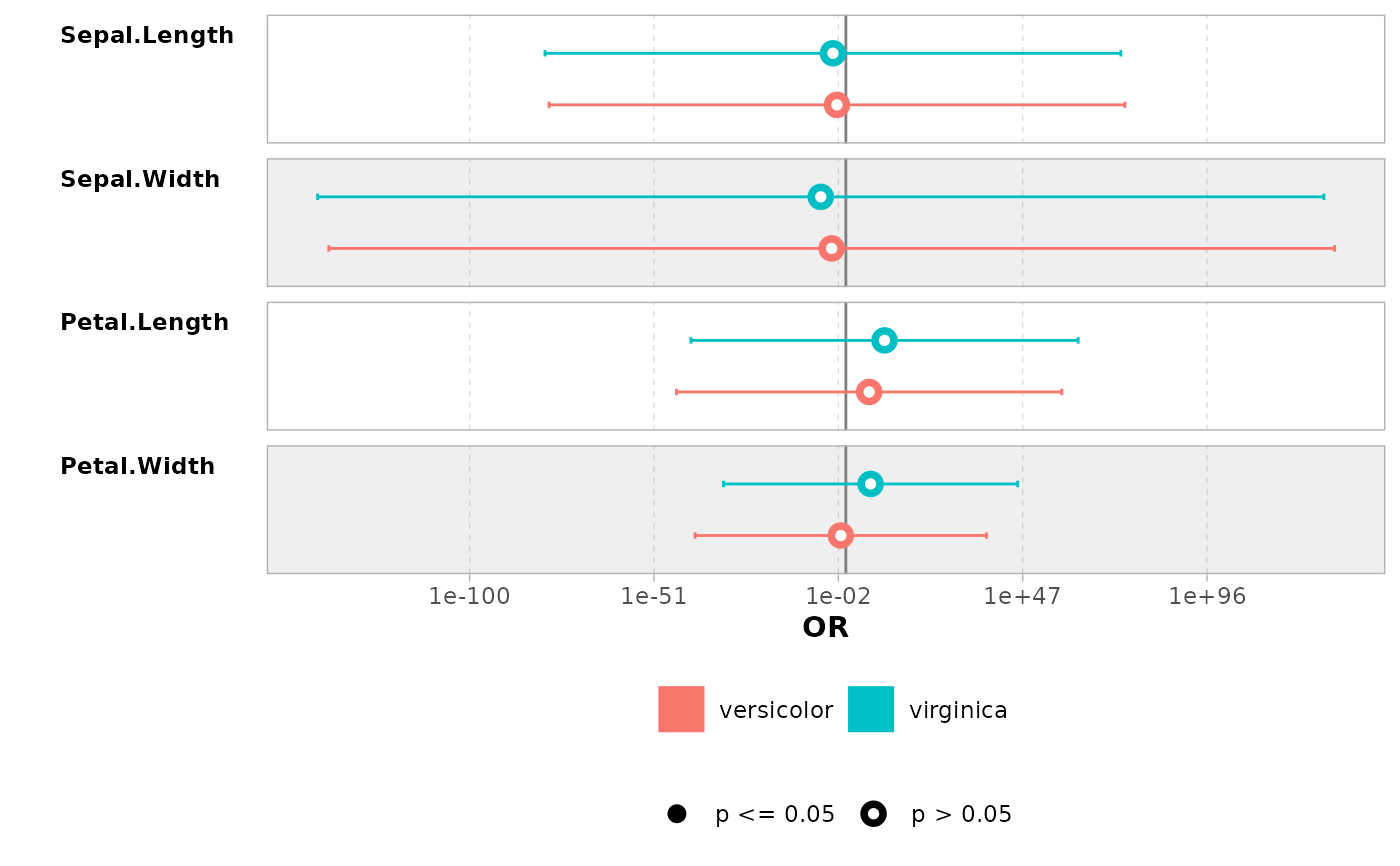 Sepal.Length
Sepal.Width
Petal.Length
Petal.Width
1e-100 1e-51 1e-02 1e+47 1e+96
OR
versicolor virginica
p <= 0.05 p > 0.05